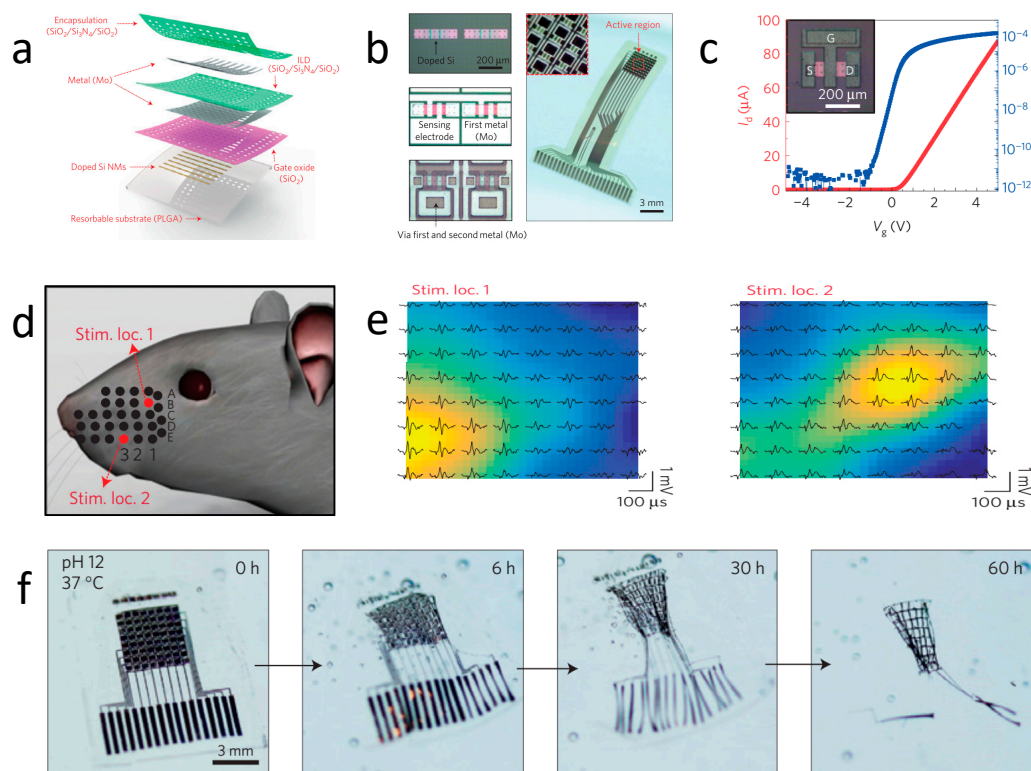 a
Encapsulation
(SiO₂/Si₃N₄/SiO₂)
ILD
(SiO₂/Si₃N₄/SiO₂)
Metal (Mo)
Doped Si NMs
Gate oxide
(SiO₂)
Resorbable substrate (PLGA)
b
Doped Si
200 μm
Sensing
electrode
First metal
(Mo)
Via first and second metal (Mo)
Active region
3 mm
c
G
S
D
200 μm
100
80
60
40
20
0
I_d (μA)
10⁻⁴
10⁻⁶
10⁻⁸
10⁻¹⁰
10⁻¹²
-4
-2
0
2
4
V_g (V)
d
Stim. loc. 1
A
B
C
D
E
3 2 1
Stim. loc. 2
e
Stim. loc. 1
1 mV
100 μs
Stim. loc. 2
1 mV
100 μs
f
pH 12
37 °C
0 h
3 mm
6 h
30 h
60 h